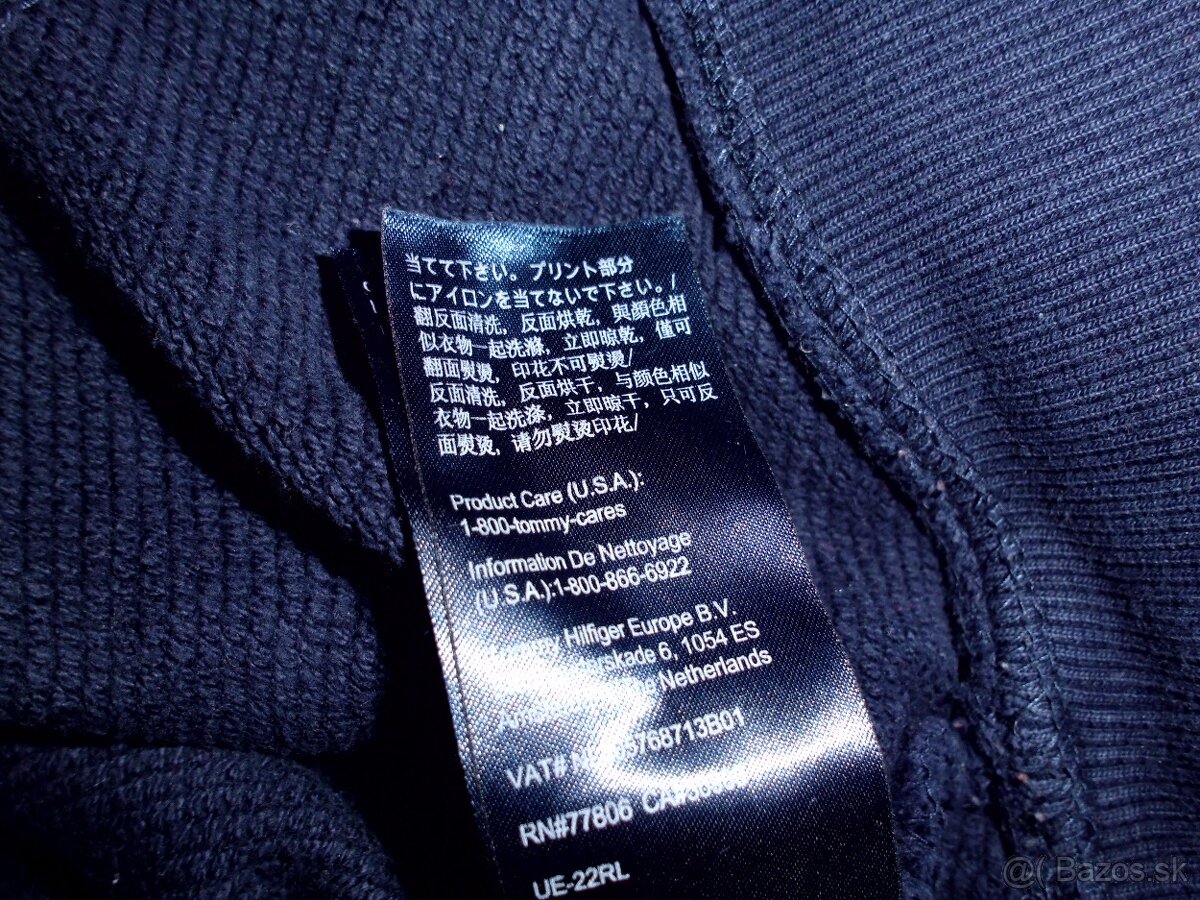 当てて下さい。プリント部分
にアイロンを当てないで下さい。/
翻反面清洗，反面烘乾，與顏色相
似衣物一起洗滌，立即晾乾，僅可
翻面熨燙，印花不可熨燙/
反面清洗，反面烘干，与颜色相似
衣物一起洗涤，立即晾干，只可反
面熨烫，请勿熨烫印花/
Product Care (U.S.A.):
1-800-tommy-cares
Information De Nettoyage
(U.S.A.):1-800-866-6922
Hilfiger Europe B.V.
6, 1054 ES
Netherlands
VAT#
RN#77806
UE-22RL
@( Bazos.sk